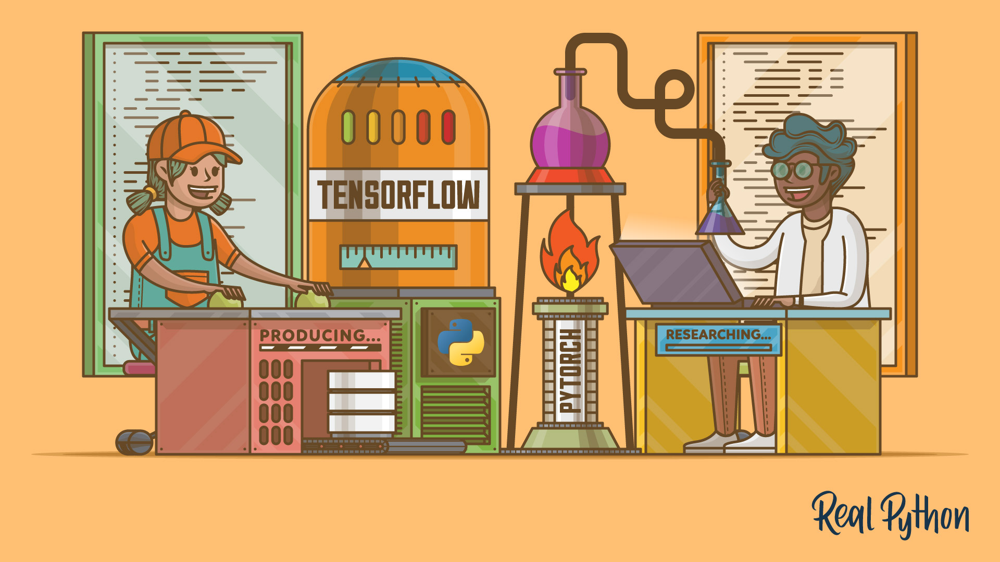 TENSORFLOW
PRODUCING...
PYTORCH
RESEARCHING...
Real Python